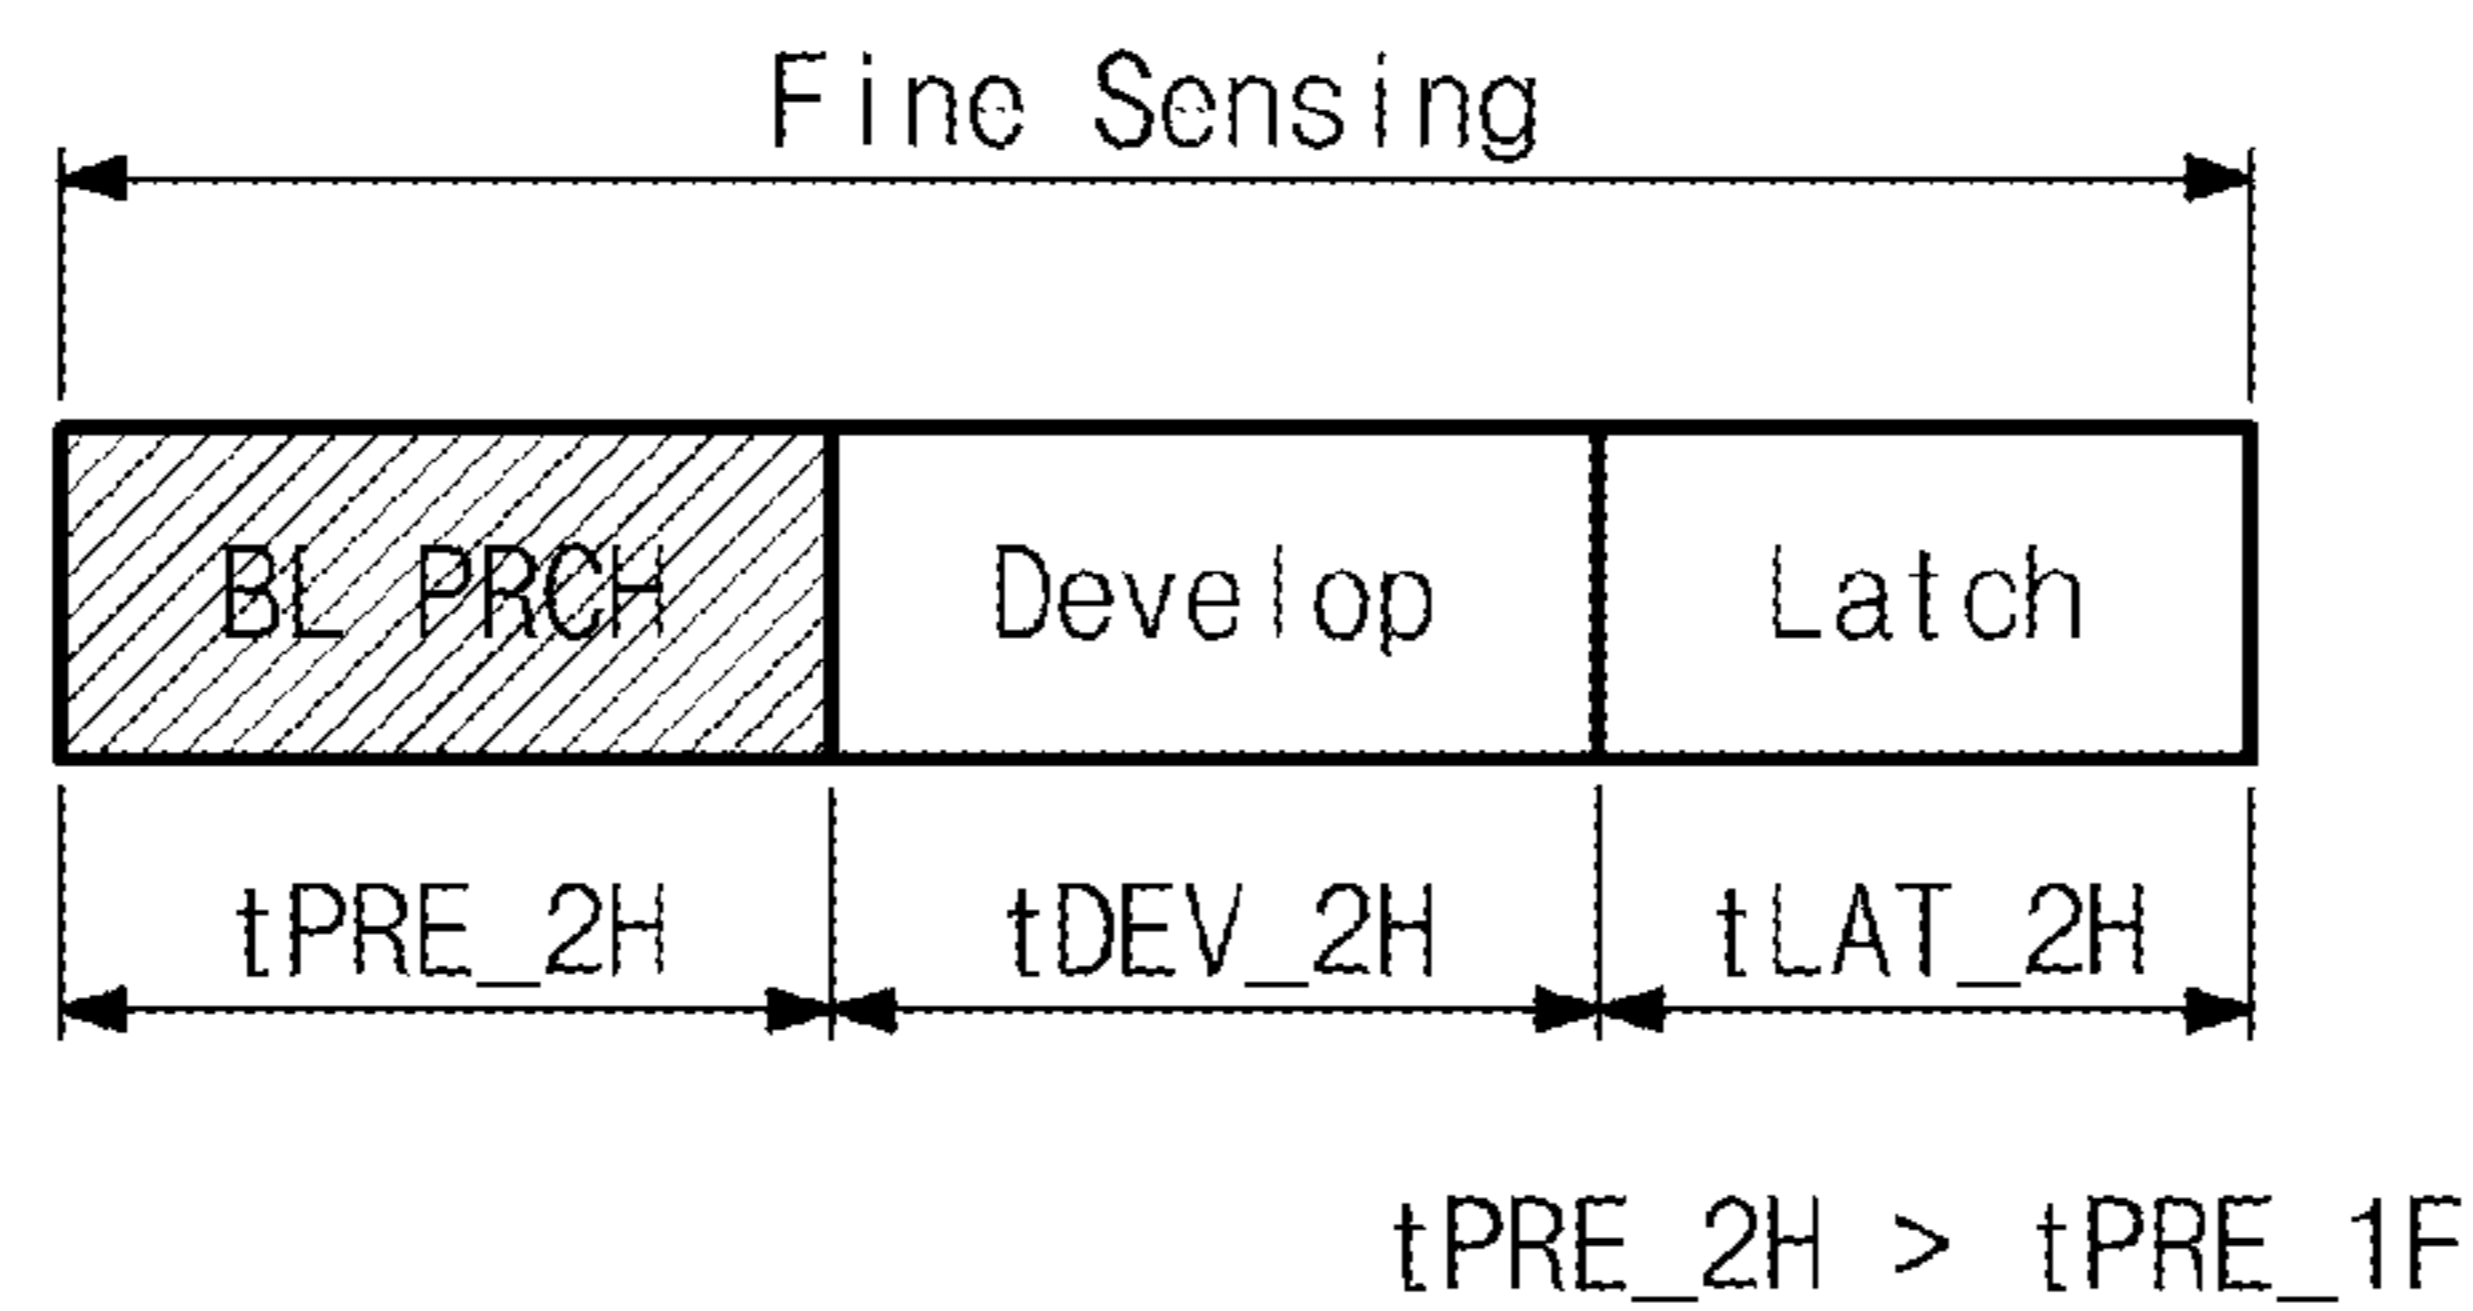 Fine Sensing
BL PRCH Develop Latch
tPRE_2H tDEV_2H tLAT_2H
tPRE_2H > tPRE_1F